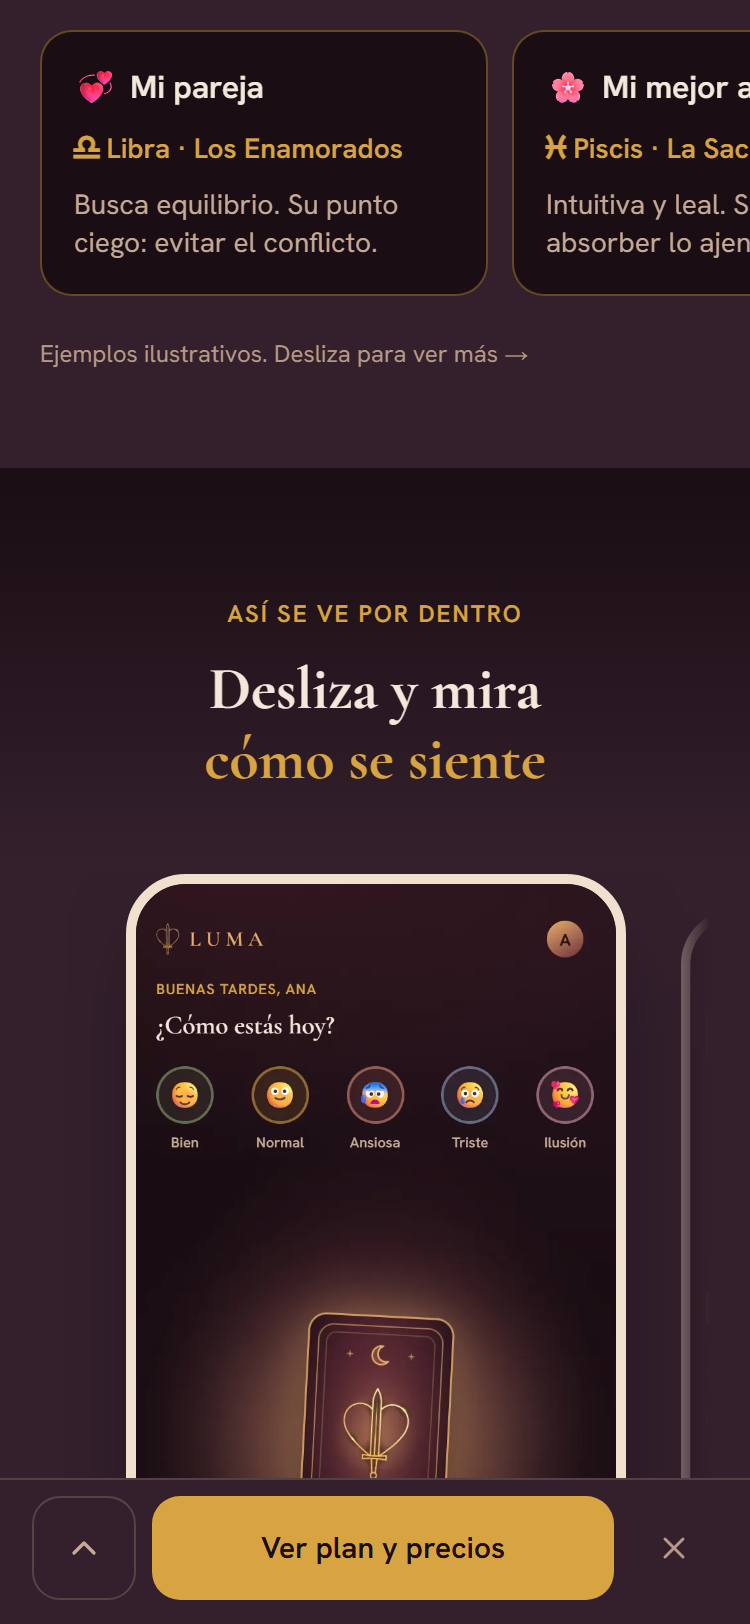 💞 Mi pareja
♎ Libra · Los Enamorados
Busca equilibrio. Su punto
ciego: evitar el conflicto.
🌸 Mi mejor a
♓ Piscis · La Sac
Intuitiva y leal. S
absorber lo ajen
Ejemplos ilustrativos. Desliza para ver más →
ASÍ SE VE POR DENTRO
Desliza y mira
cómo se siente
LUMA
A
BUENAS TARDES, ANA
¿Cómo estás hoy?
Bien
Normal
Ansiosa
Triste
Ilusión
Ver plan y precios